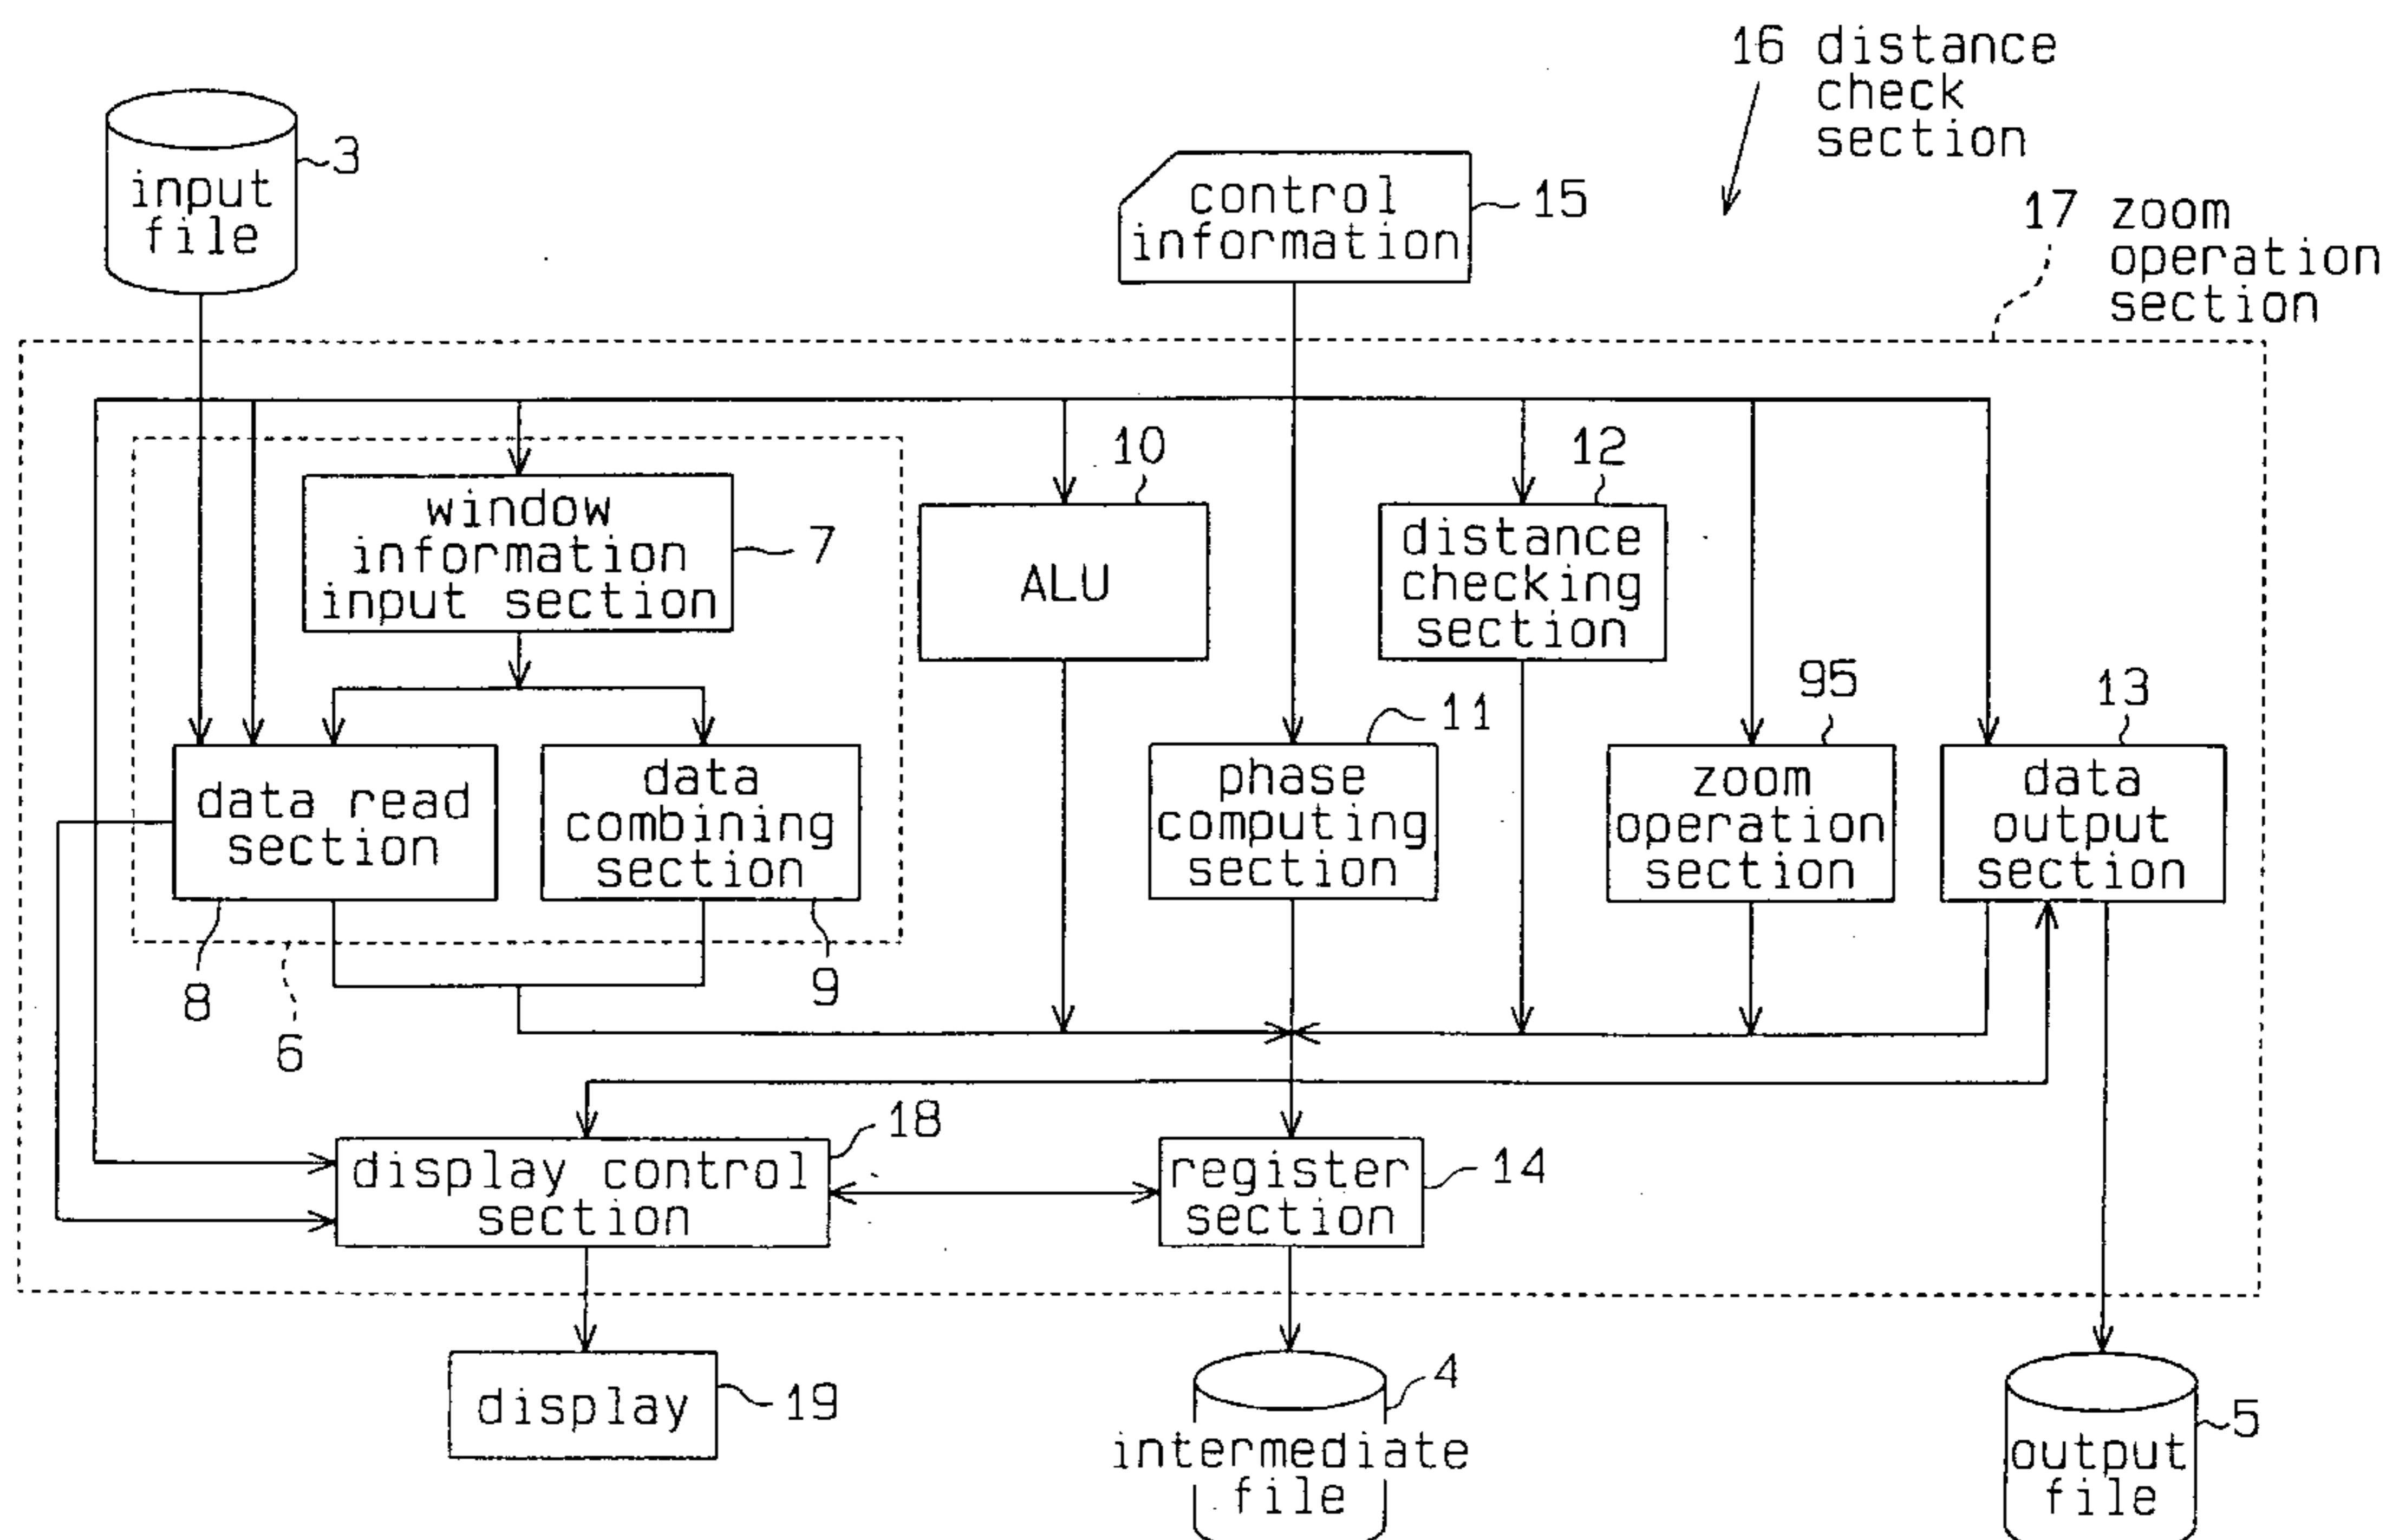 16 distance
check
section
3
input
file
control
information
15
17 zoom
operation
section
10
12
window
information
input section
7
ALU
distance
checking
section
95
13
11
data read
section
data
combining
section
phase
computing
section
zoom
operation
section
data
output
section
8
9
6
18
display control
section
register
section
14
display
19
4
intermediate
file
5
output
file